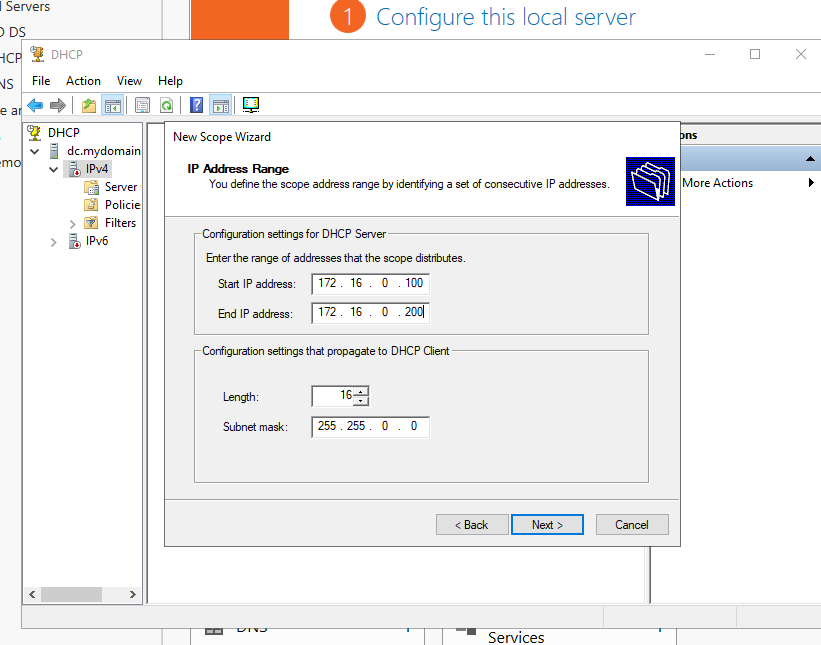 Servers
1 Configure this local server
DS
DHCP
File Action View Help
DHCP
dc.mydomain
IPv4
Server
Policie
Filters
IPv6
New Scope Wizard
IP Address Range
You define the scope address range by identifying a set of consecutive IP addresses.
Configuration settings for DHCP Server
Enter the range of addresses that the scope distributes.
Start IP address: 172 . 16 . 0 . 100
End IP address: 172 . 16 . 0 . 200
Configuration settings that propagate to DHCP Client
Length: 16
Subnet mask: 255 . 255 . 0 . 0
< Back Next > Cancel
ons
More Actions
DNS
Services